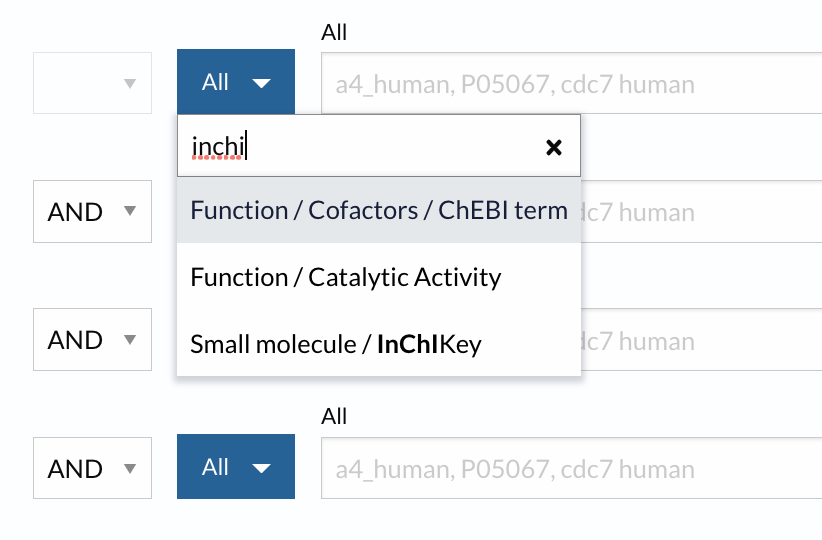 All
All
a4_human, P05067, cdc7 human
inchi
Function / Cofactors / ChEBI term
AND
dc7 human
Function / Catalytic Activity
Small molecule / InChIKey
AND
dc7 human
All
AND
All
a4_human, P05067, cdc7 human